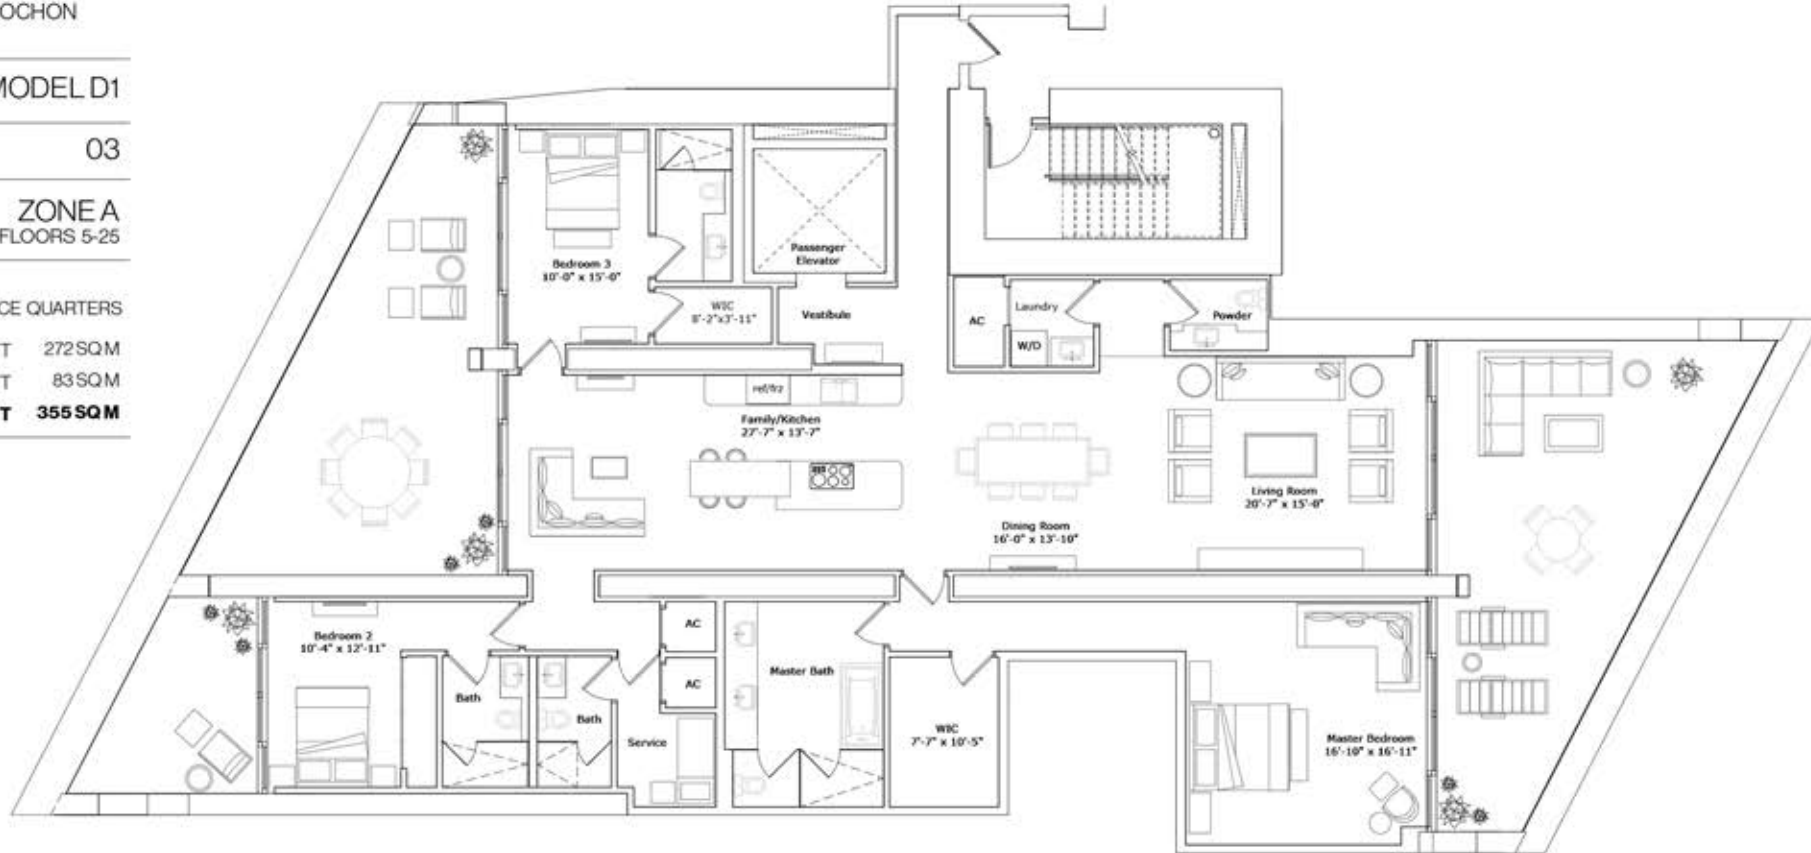 OCHON
MODEL D1
03
ZONE A
FLOORS 5-25
CE QUARTERS
T 272 SQ M
T 83 SQ M
T 355 SQ M
Bedroom 3
10'-0" x 15'-0"
WIC
8'-2"x3'-11"
Passenger
Elevator
Vestibule
AC
Laundry
W/D
Powder
ref/frz
Family/Kitchen
27'-7" x 13'-7"
Dining Room
16'-0" x 13'-10"
Living Room
20'-7" x 15'-0"
Bedroom 2
10'-4" x 12'-11"
Bath
Bath
AC
AC
Service
Master Bath
WIC
7'-7" x 10'-5"
Master Bedroom
16'-10" x 16'-11"